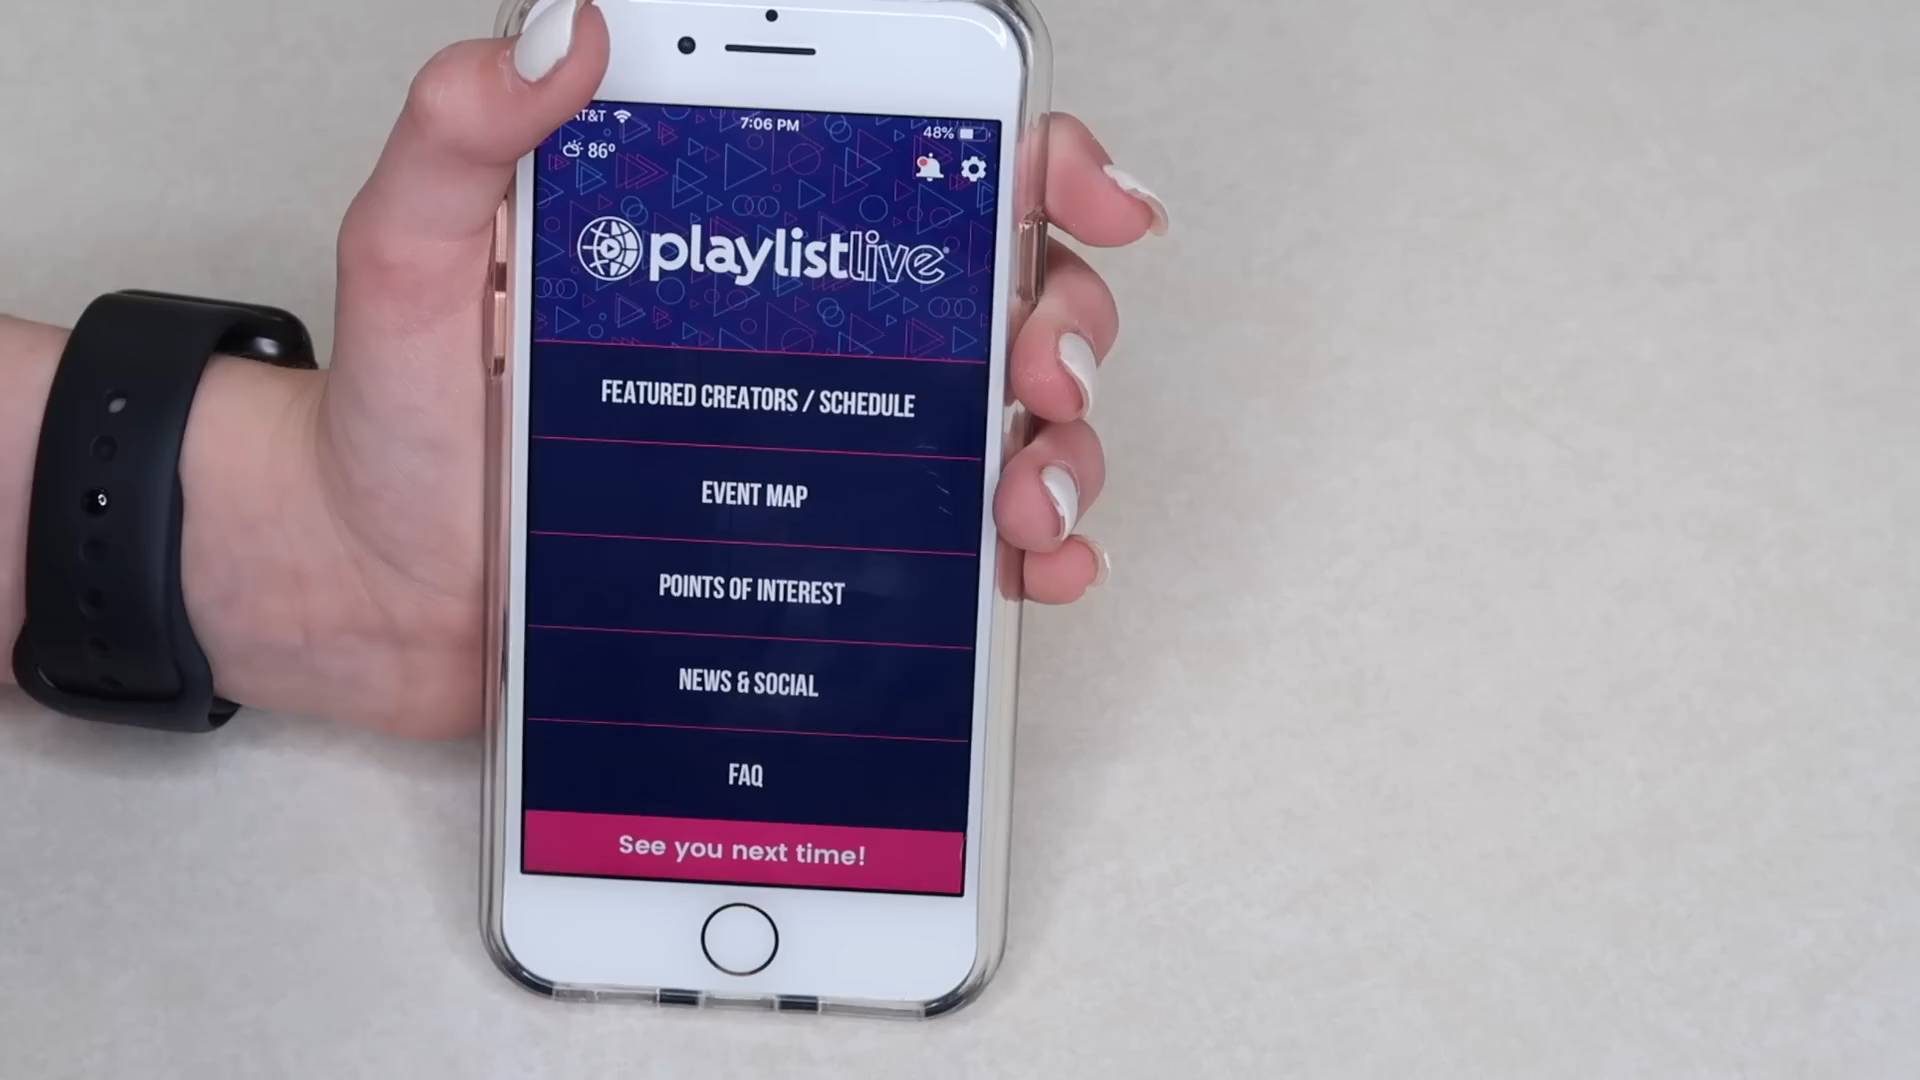 AT&T 7:06 PM 48%
86°
playlistlive
FEATURED CREATORS / SCHEDULE
EVENT MAP
POINTS OF INTEREST
NEWS & SOCIAL
FAQ
See you next time!